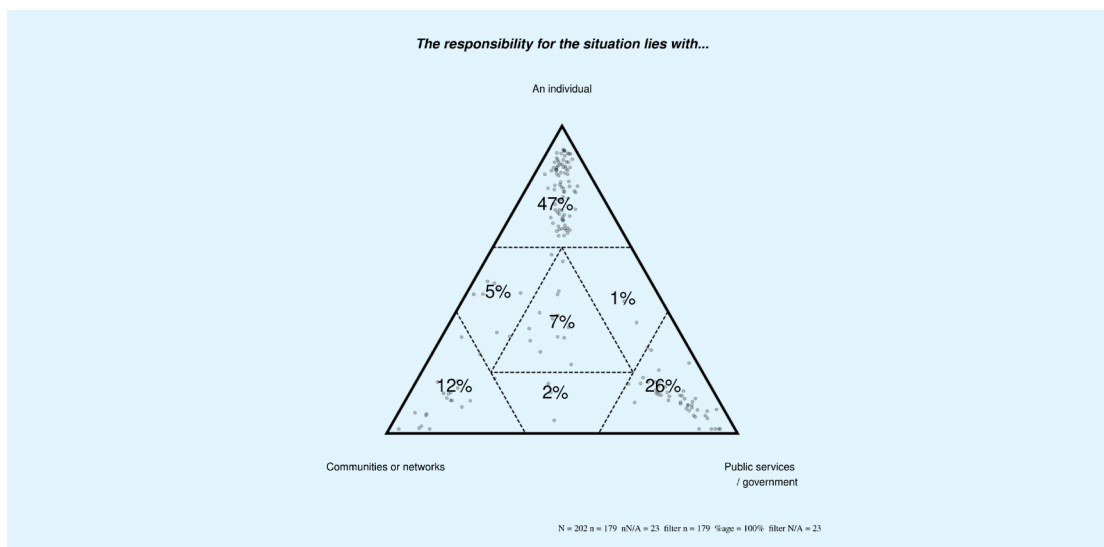 The responsibility for the situation lies with...
An individual
47%
5%
1%
7%
12%
2%
26%
Communities or networks
Public services
/ government
N = 202 n = 179 nN/A = 23 filter n = 179 %age = 100% filter N/A = 23